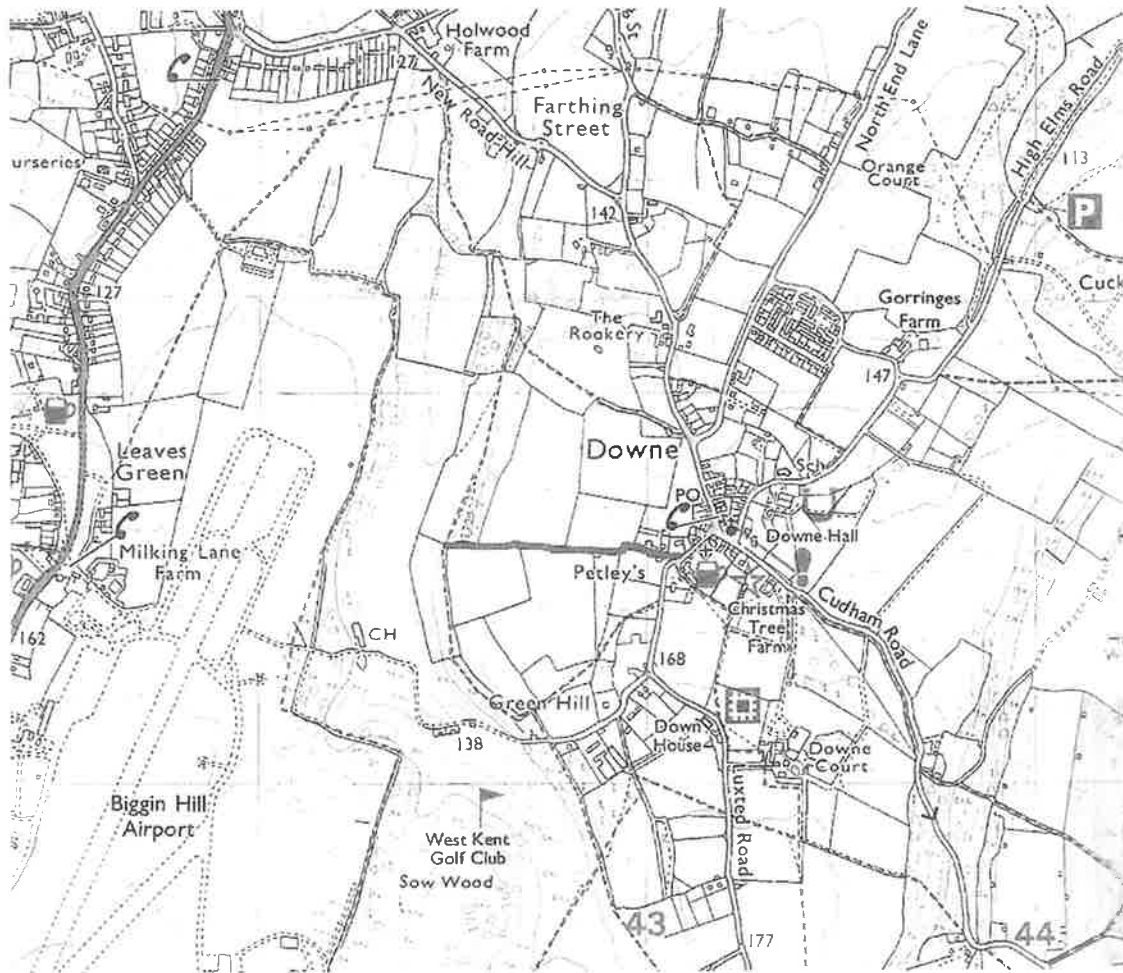 Holwood
Farm
127
New Road Hill
Farthing
Street
North End Lane
High Elms Road
113
Orange
Court
P
urseries
142
127
Cuck
Gorringes
Farm
The
Rookery
147
Leaves
Green
Downe
Sch
PO
Downe Hall
Milking Lane
Farm
Petley's
Cudham Road
Christmas
Tree
Farm
162
CH
168
Green Hill
138
Down
House
Downe
Court
Luxted Road
Biggin Hill
Airport
West Kent
Golf Club
Sow Wood
43
44
177